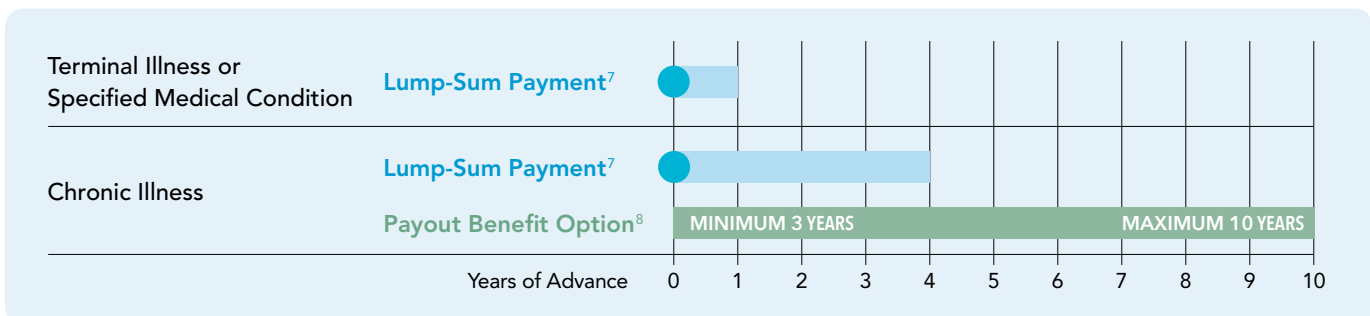 Terminal Illness or
Specified Medical Condition
Lump-Sum Payment⁷
Chronic Illness
Lump-Sum Payment⁷
Payout Benefit Option⁸
MINIMUM 3 YEARS MAXIMUM 10 YEARS
Years of Advance 0 1 2 3 4 5 6 7 8 9 10